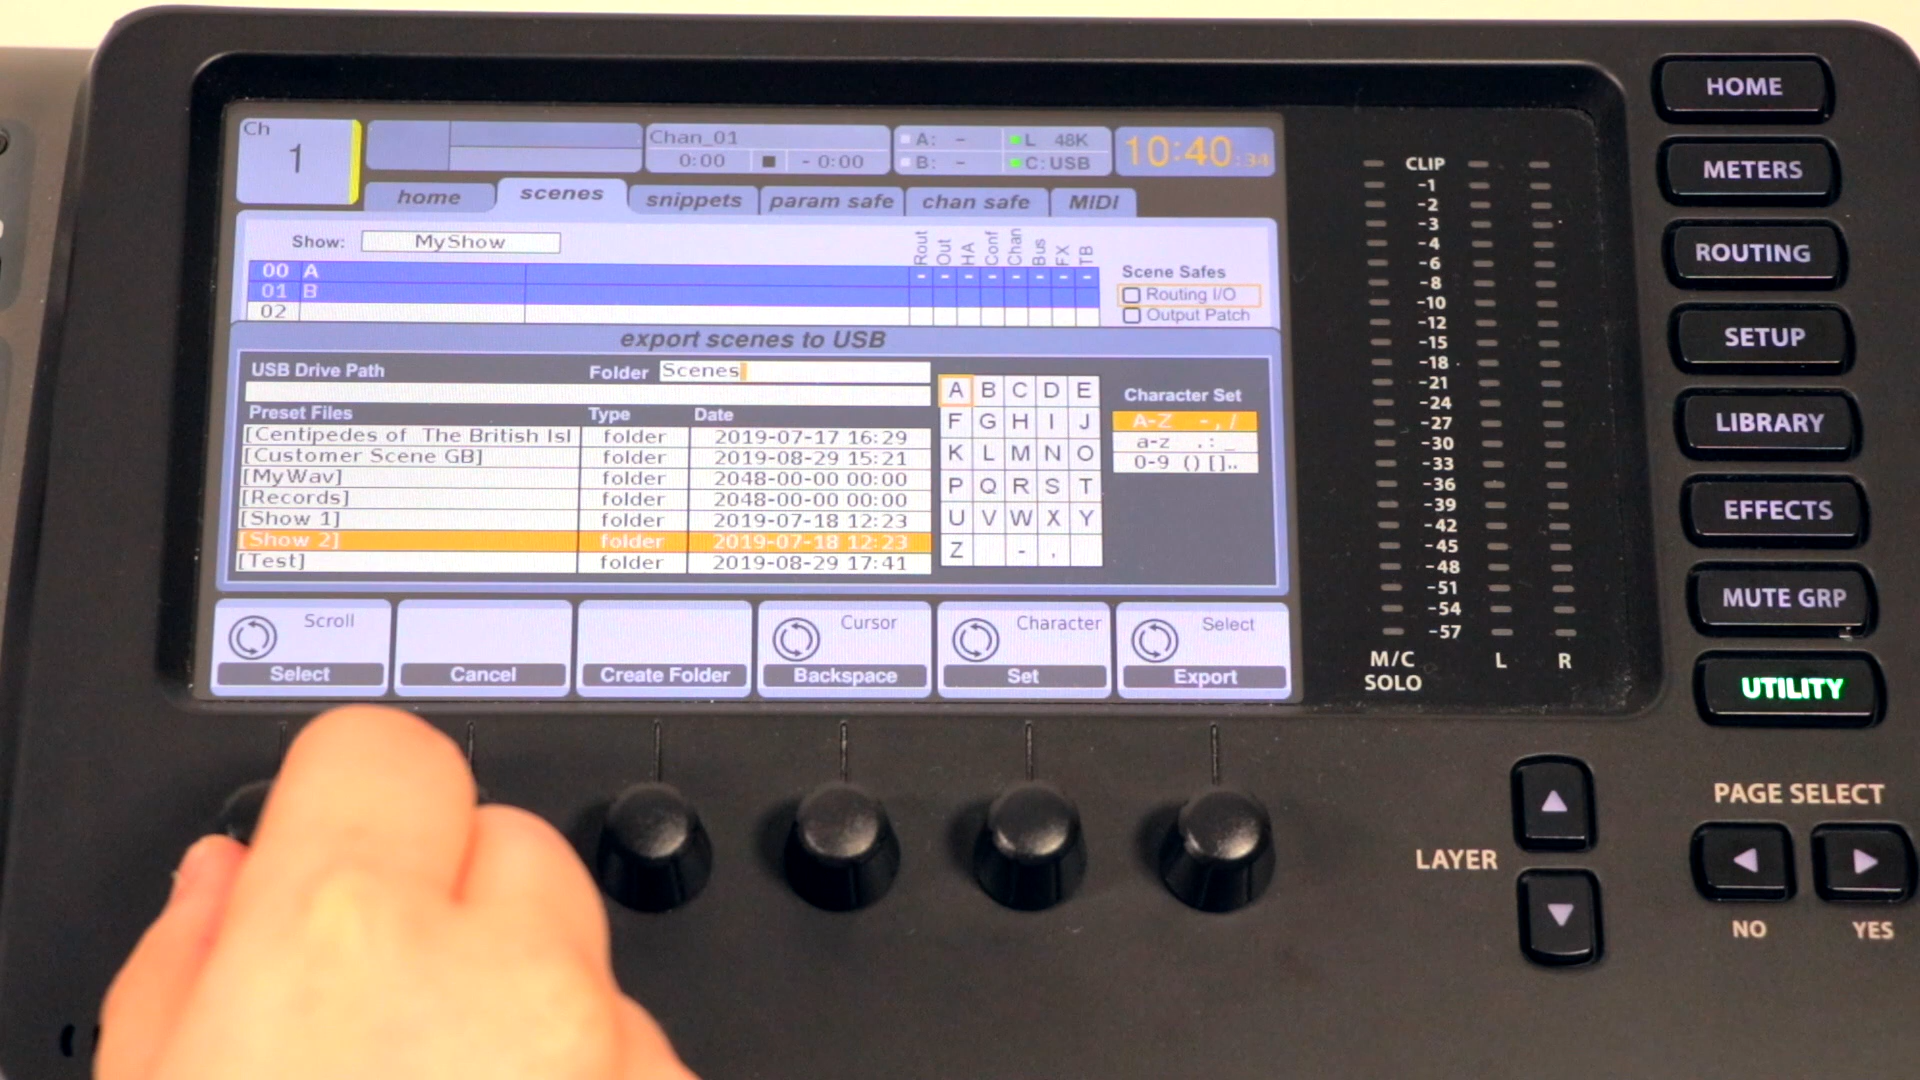 Ch
1
Chan_01
0:00 - 0:00
A: - L 48K
B: - C: USB
10:40:34
home scenes snippets param safe chan safe MIDI
Show: MyShow
Rout Out HA Conf Chan Bus FX TB
00 A - - - - - - - -
01 B
02
Scene Safes
Routing I/O
Output Patch
export scenes to USB
USB Drive Path Folder Scenes
Preset Files Type Date
[Centipedes of The British Isl folder 2019-07-17 16:29
[Customer Scene GB] folder 2019-08-29 15:21
[MyWav] folder 2048-00-00 00:00
[Records] folder 2048-00-00 00:00
[Show 1] folder 2019-07-18 12:23
[Show 2] folder 2019-07-18 12:23
[Test] folder 2019-08-29 17:41
A B C D E
F G H I J
K L M N O
P Q R S T
U V W X Y
Z - ,
Character Set
A-Z - , /
a-z . : _
0-9 () []..
Scroll
Select
Cancel
Create Folder
Cursor
Backspace
Character
Set
Select
Export
CLIP
-1
-2
-3
-4
-6
-8
-10
-12
-15
-18
-21
-24
-27
-30
-33
-36
-39
-42
-45
-48
-51
-54
-57
M/C
SOLO
L R
HOME
METERS
ROUTING
SETUP
LIBRARY
EFFECTS
MUTE GRP
UTILITY
LAYER
PAGE SELECT
NO YES